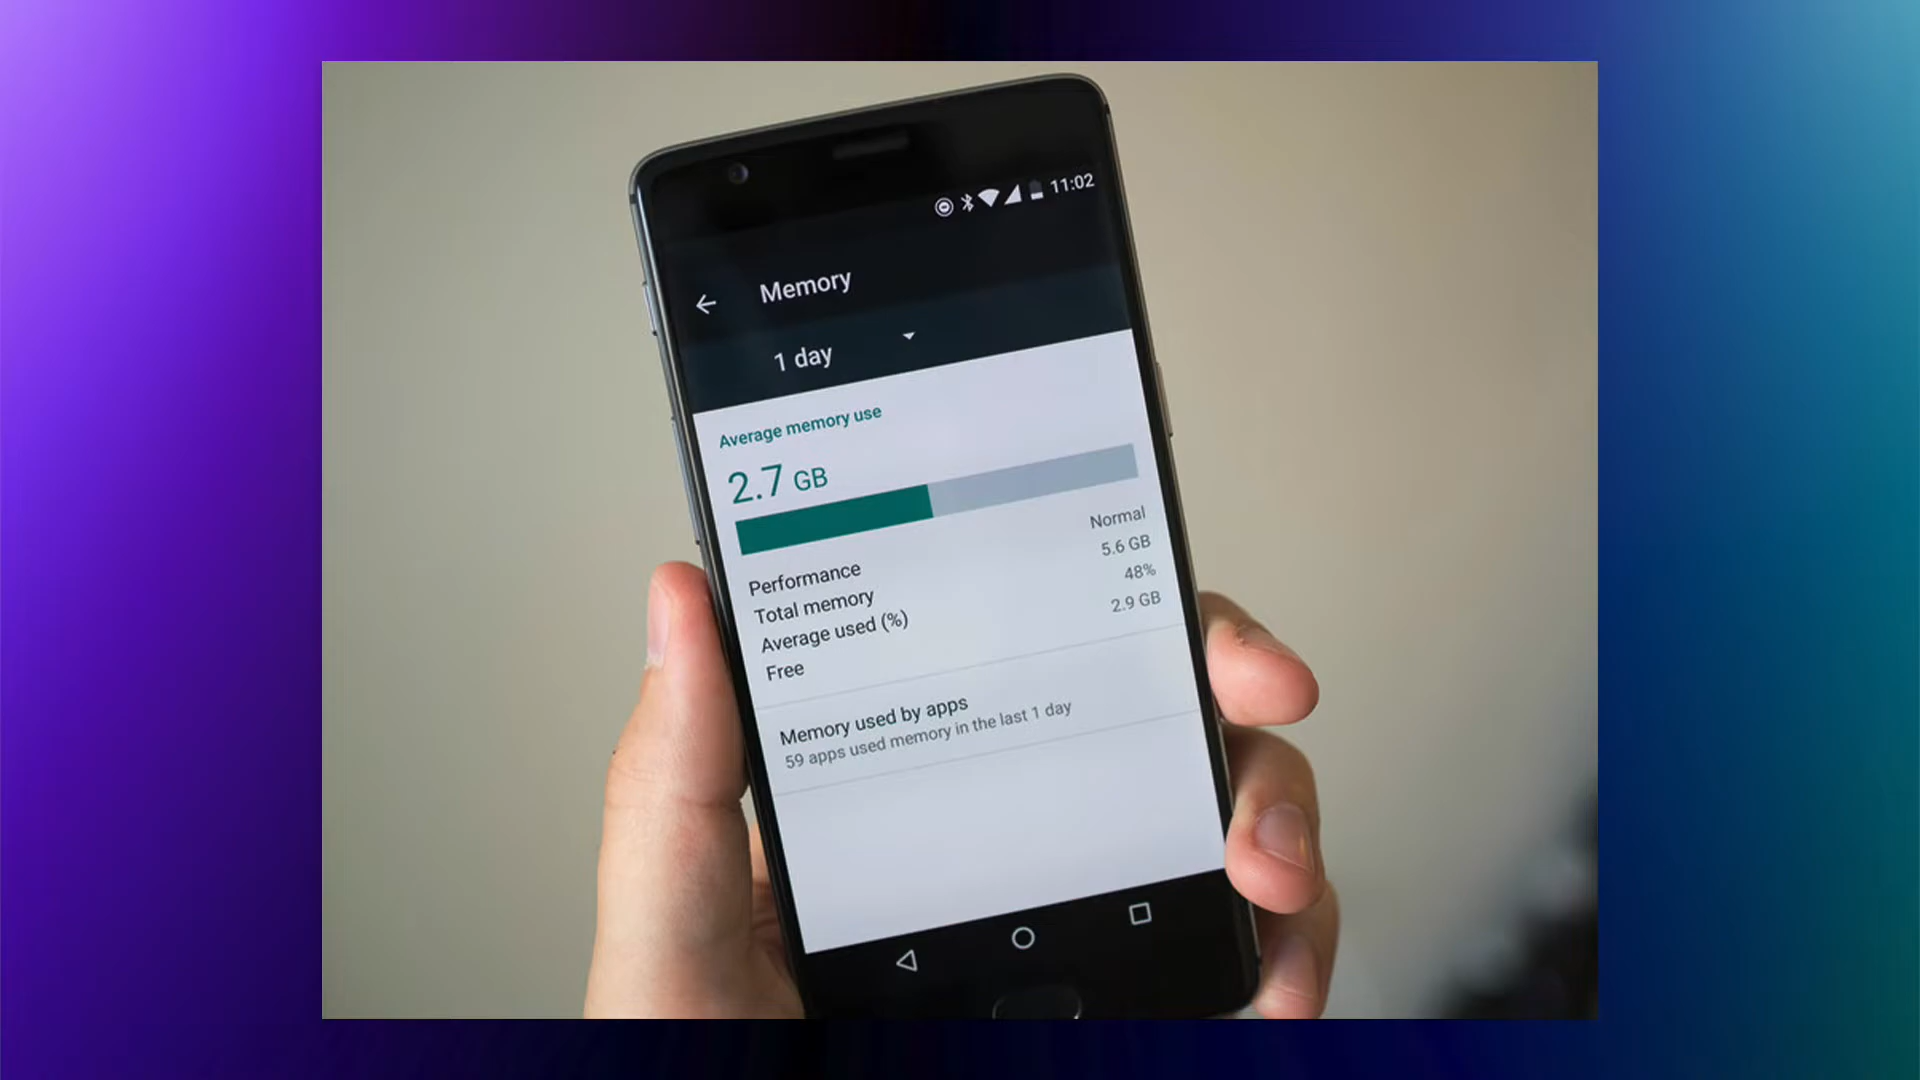 11:02
Memory
1 day
Average memory use
2.7 GB
Performance Normal
Total memory 5.6 GB
Average used (%) 48%
Free 2.9 GB
Memory used by apps
59 apps used memory in the last 1 day